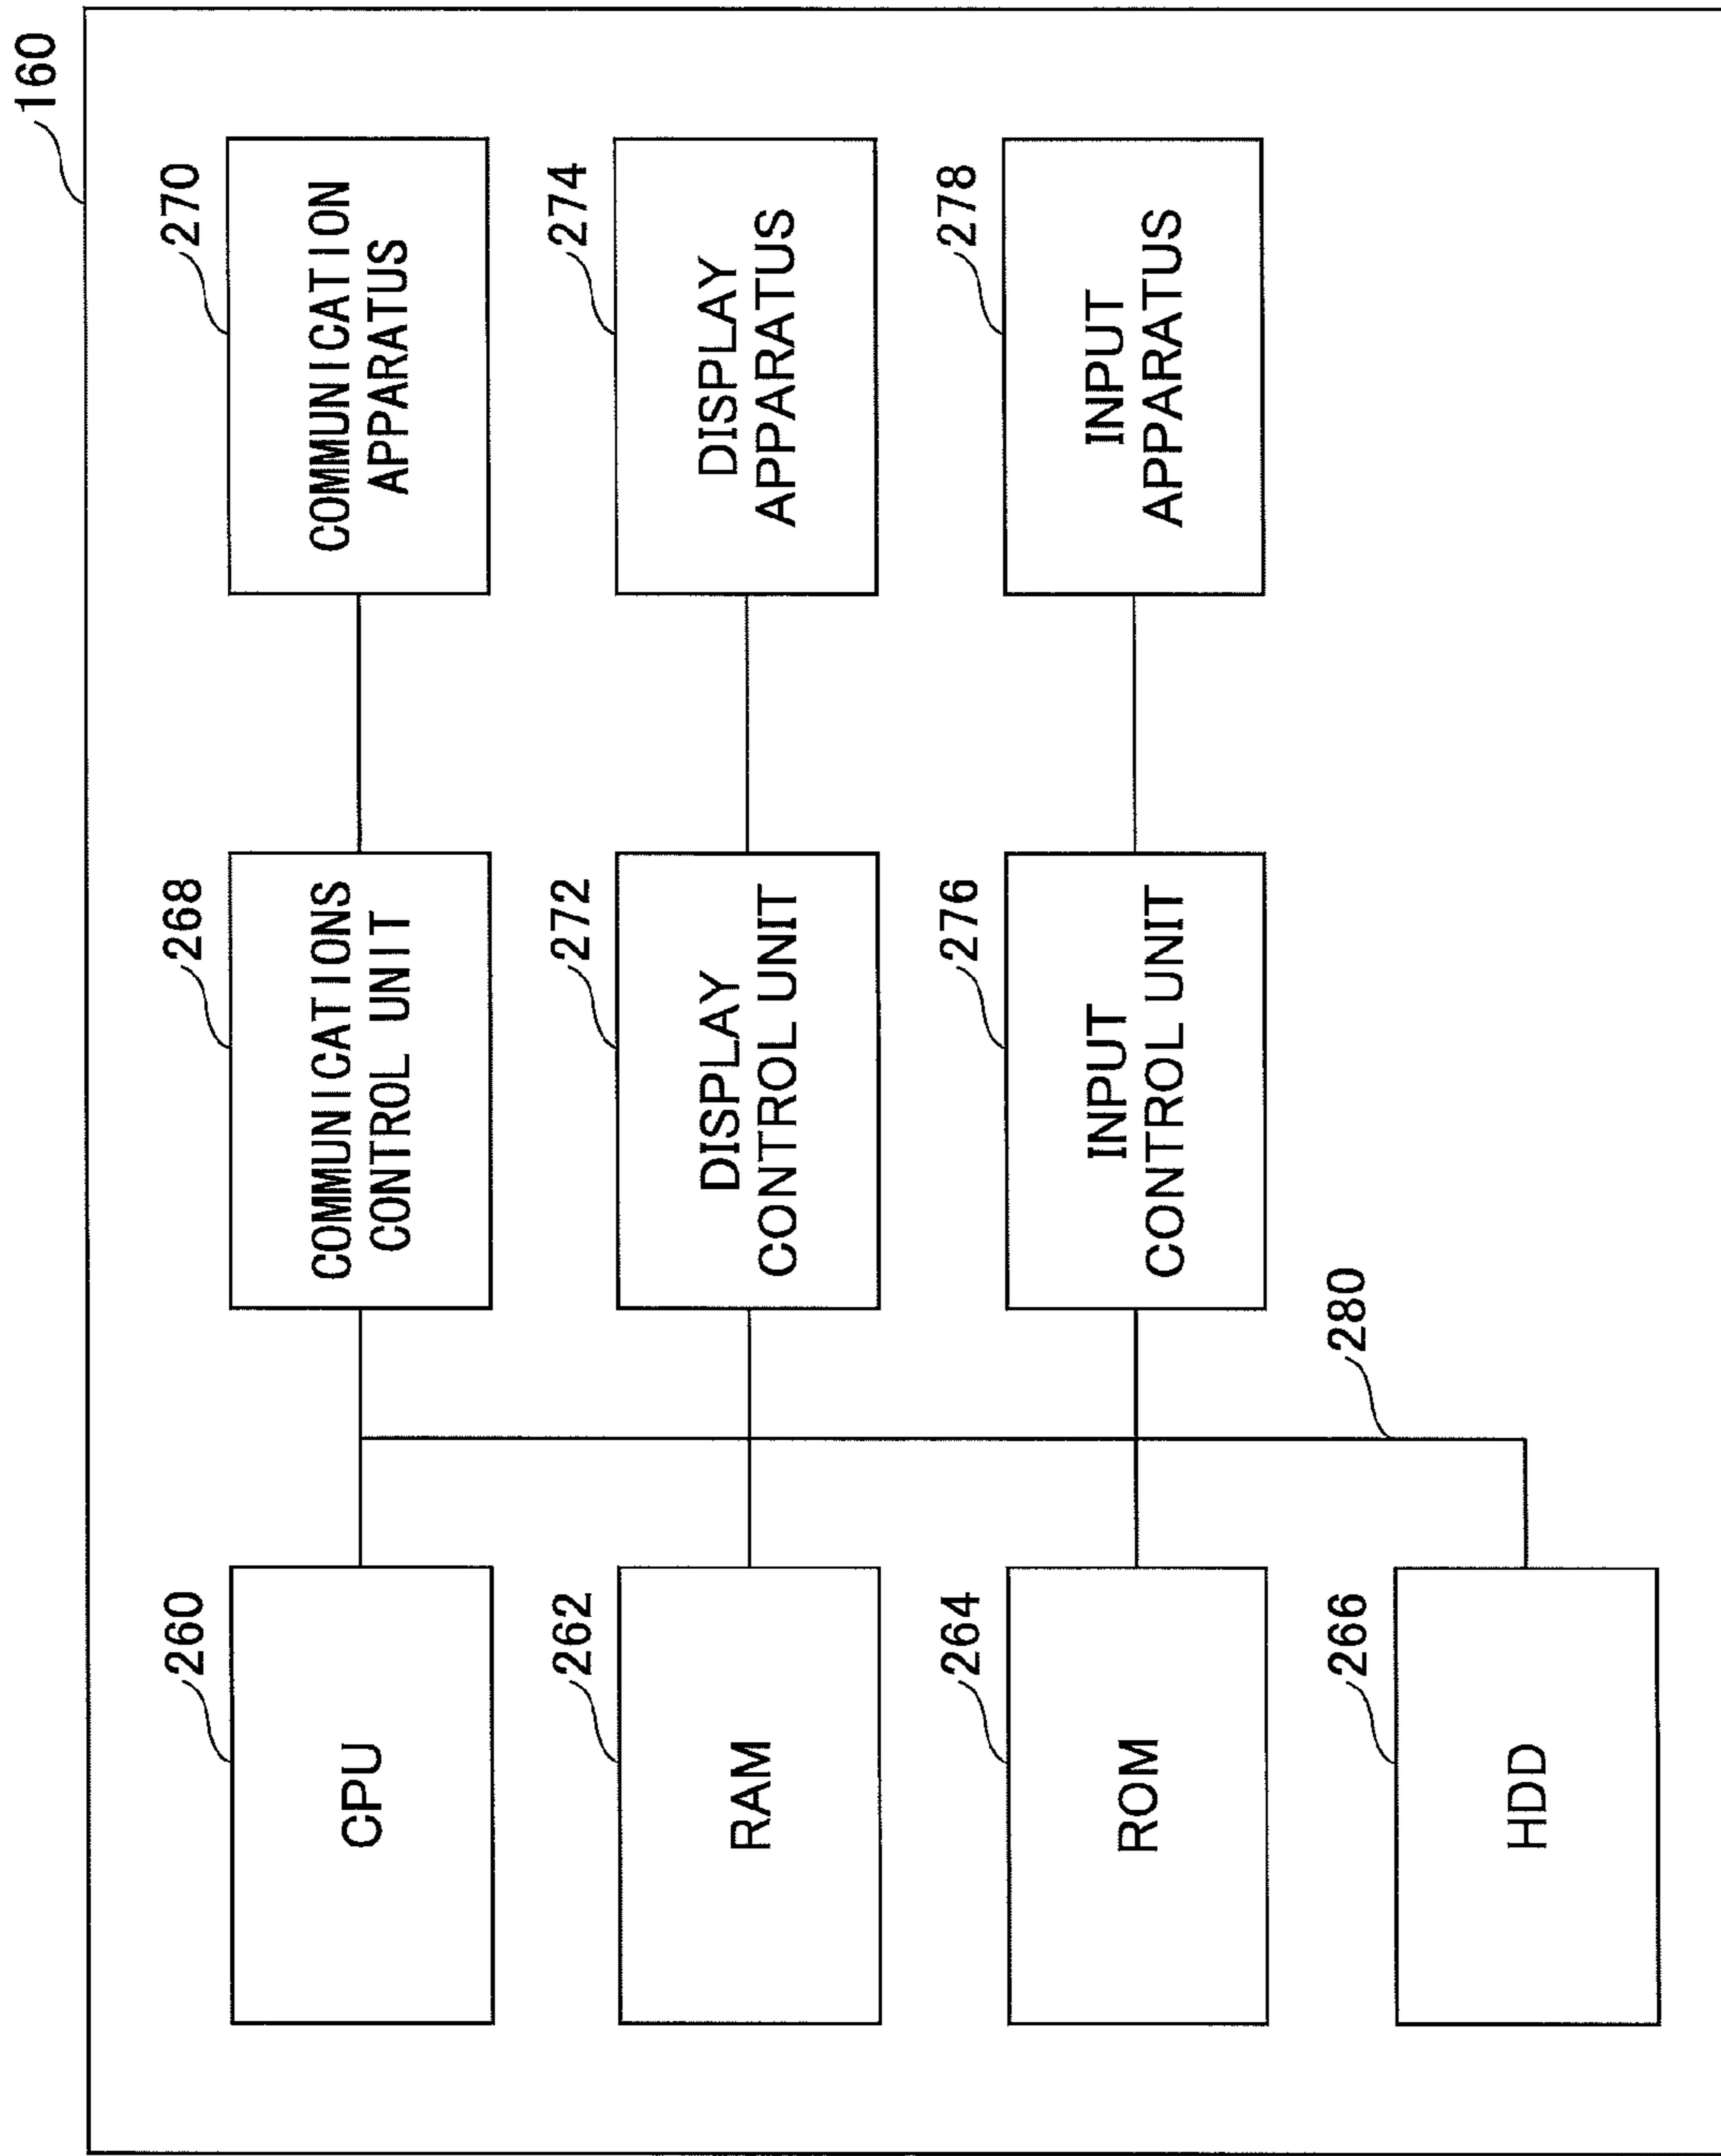 160
260
CPU
268
COMMUNICATIONS
CONTROL UNIT
270
COMMUNICATION
APPARATUS
262
RAM
272
DISPLAY
CONTROL UNIT
274
DISPLAY
APPARATUS
264
ROM
276
INPUT
CONTROL UNIT
278
INPUT
APPARATUS
266
HDD
280